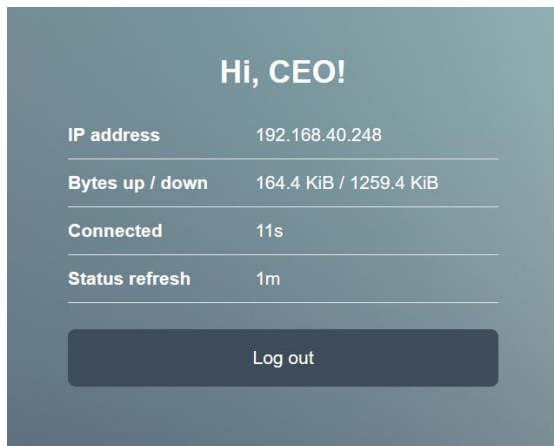 Hi, CEO!
IP address 192.168.40.248
Bytes up / down 164.4 KiB / 1259.4 KiB
Connected 11s
Status refresh 1m
Log out